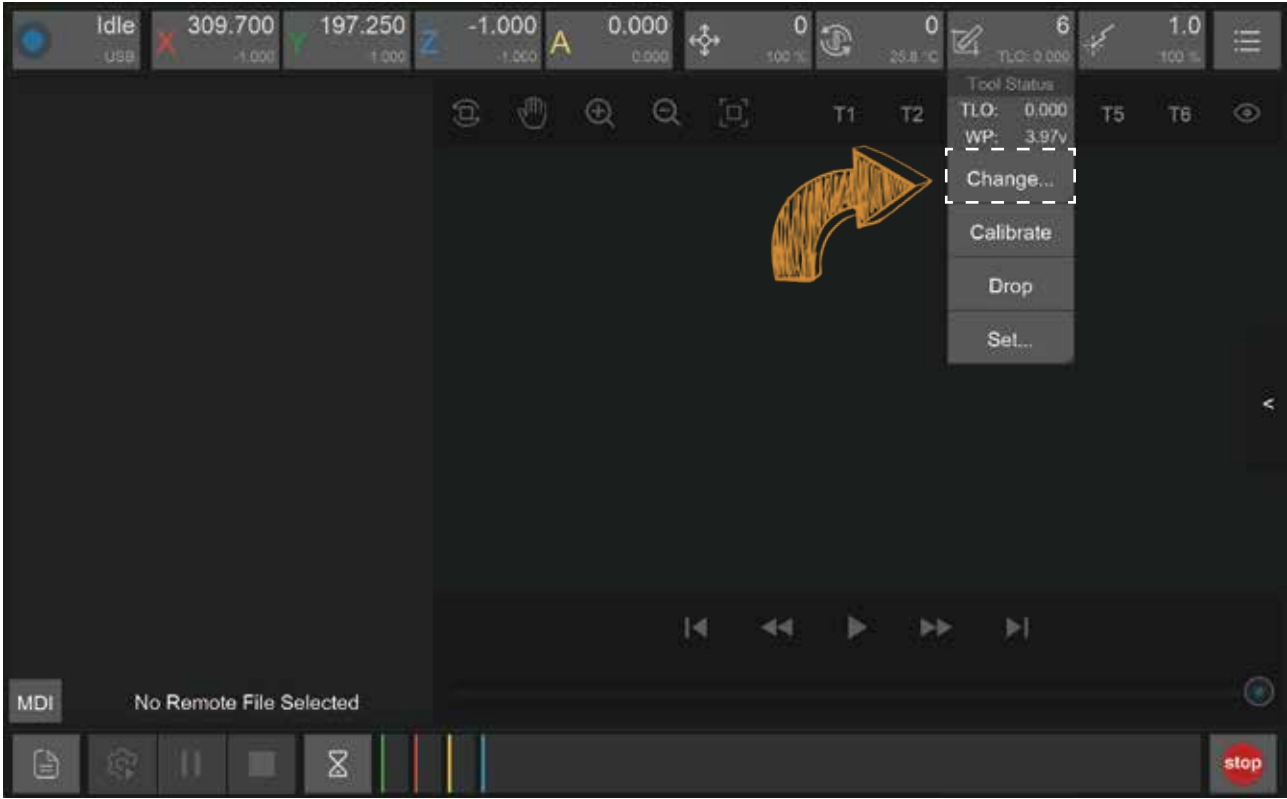 Idle
USB
X
309.700
-1.000
Y
197.250
-1.000
Z
-1.000
-1.000
A
0.000
0.000
0
100 %
0
25.8 °C
6
TLO: 0.000
1.0
100 %
Tool Status
TLO: 0.000
WP: 3.97v
T1
T2
T5
T6
Change...
Calibrate
Drop
Set...
<
MDI
No Remote File Selected
stop